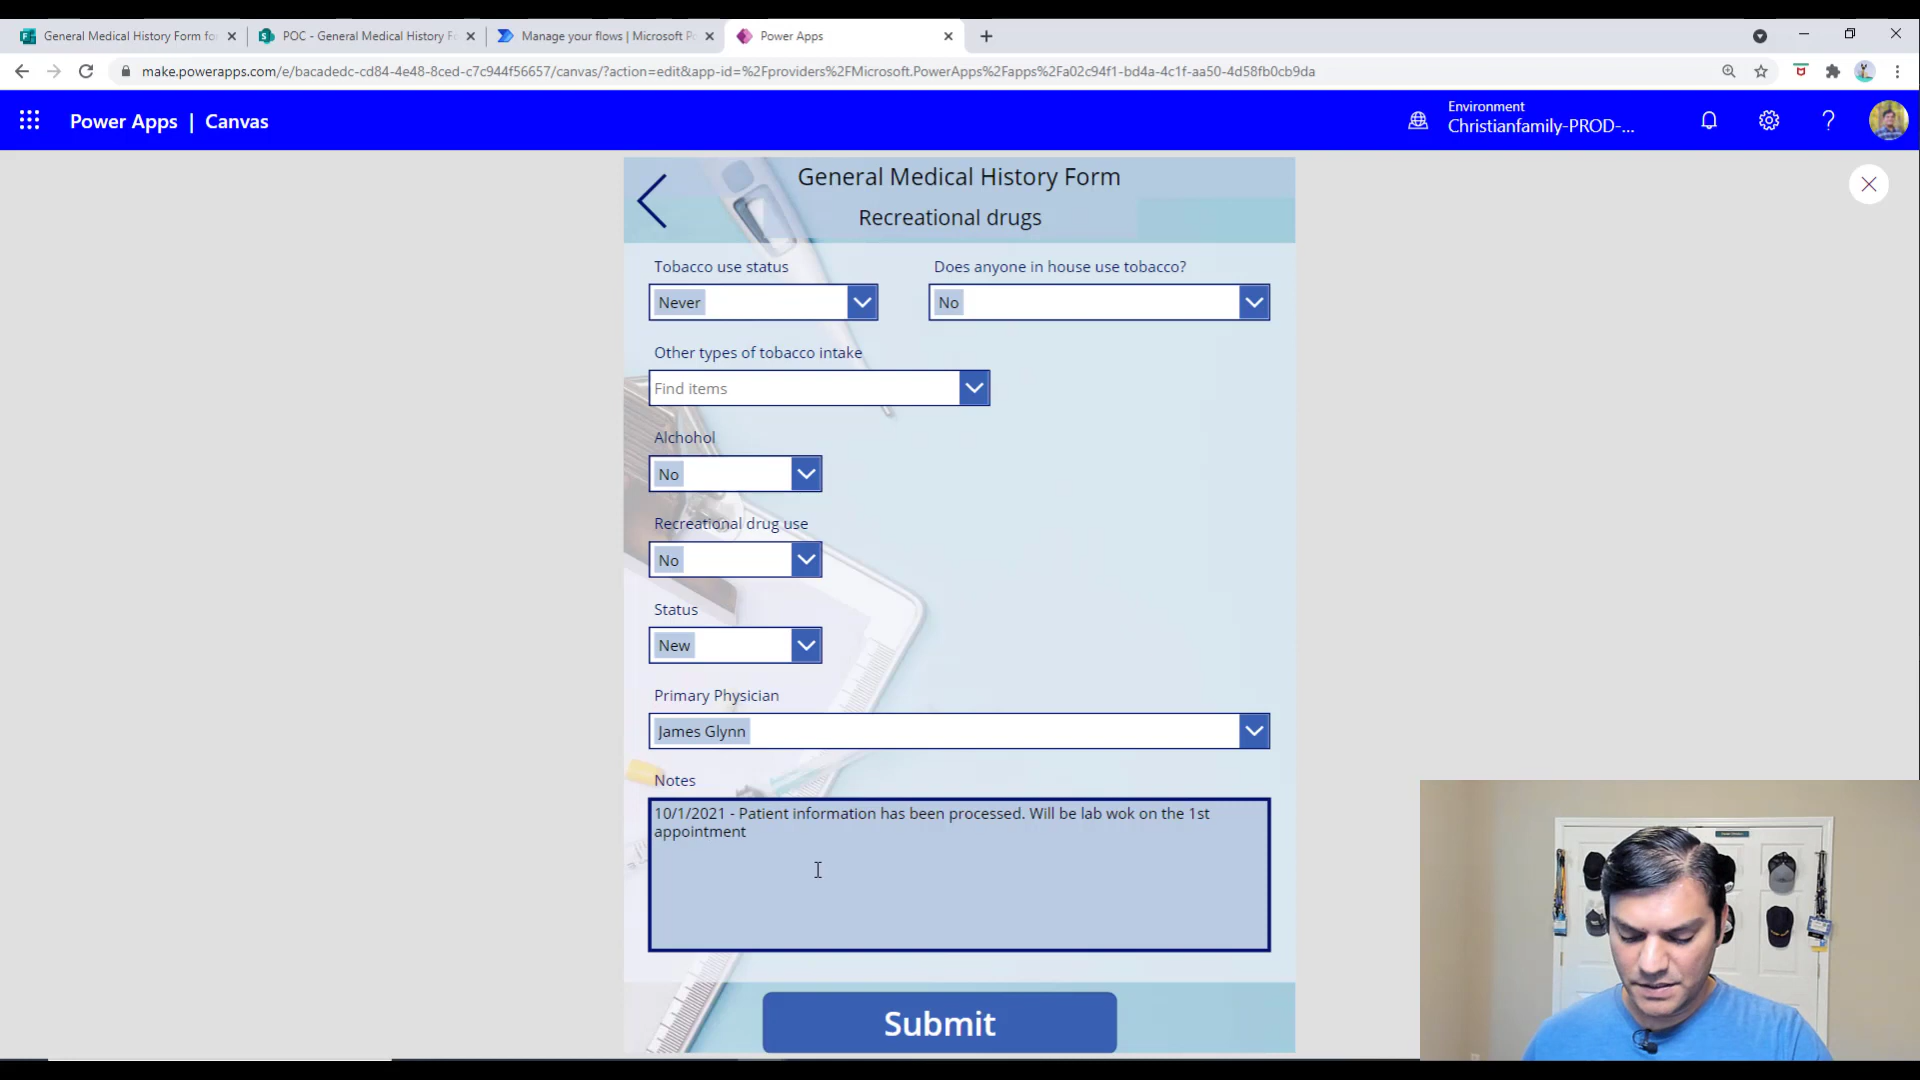 General Medical History Form fo
POC - General Medical History F
Manage your flows | Microsoft P
Power Apps
make.powerapps.com/e/bacadedc-cd84-4e48-8ced-c7c944f56657/canvas/?action=edit&app-id=%2Fproviders%2FMicrosoft.PowerApps%2Fapps%2Fa02c94f1-bd4a-4c1f-aa50-4d58fb0cb9da
Power Apps | Canvas
Environment
Christianfamily-PROD-...
General Medical History Form
Recreational drugs
Tobacco use status
Does anyone in house use tobacco?
Never
No
Other types of tobacco intake
Find items
Alchohol
No
Recreational drug use
No
Status
New
Primary Physician
James Glynn
Notes
10/1/2021 - Patient information has been processed. Will be lab wok on the 1st
appointment
Submit